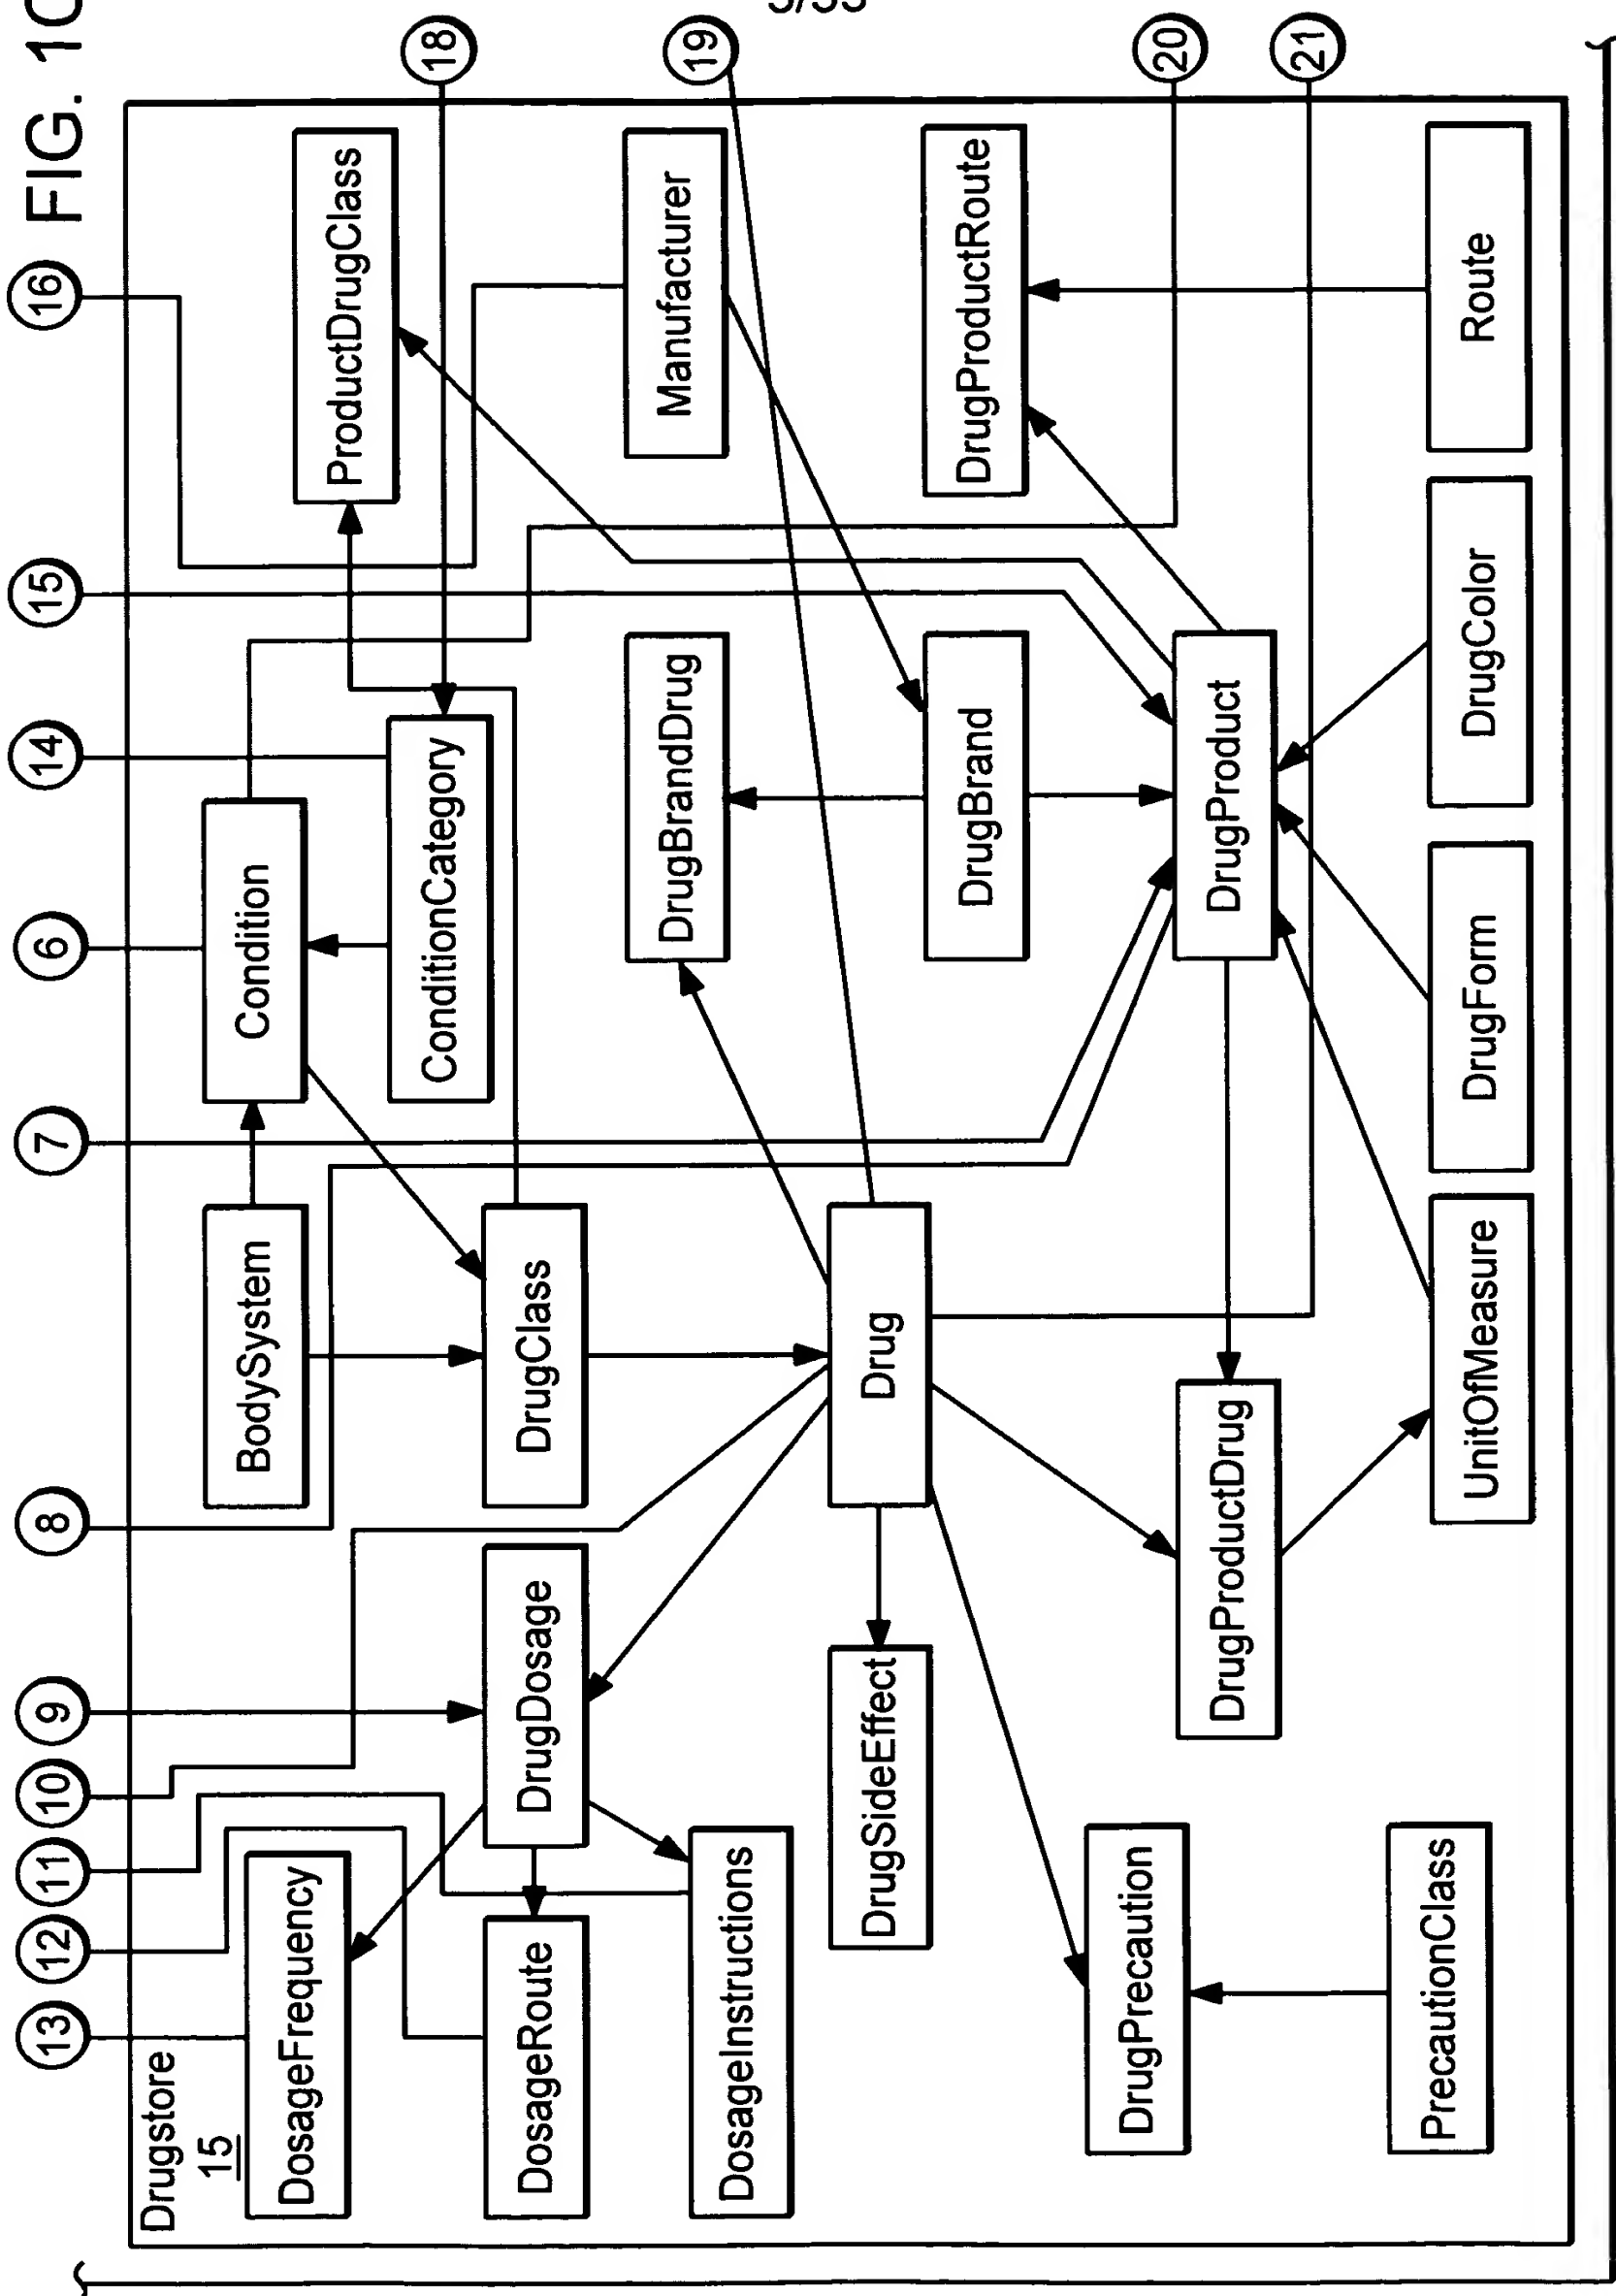 FIG. 1C
3/33
13
12
11
10
9
8
7
6
14
15
16
18
19
20
21
Drugstore
15
DosageFrequency
BodySystem
Condition
ProductDrugClass
DosageRoute
DrugDosage
DrugClass
ConditionCategory
DosageInstructions
DrugBrandDrug
Manufacturer
DrugSideEffect
Drug
DrugBrand
DrugProductRoute
DrugPrecaution
DrugProductDrug
DrugProduct
PrecautionClass
UnitOfMeasure
DrugForm
DrugColor
Route